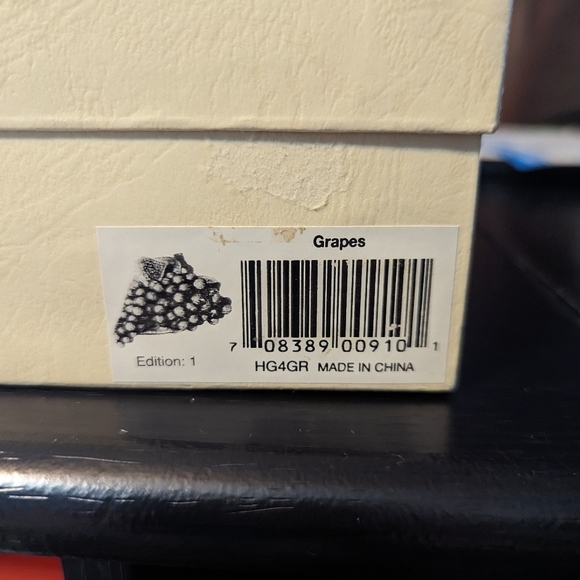 Grapes
7 08389 00910 1
Edition: 1
HG4GR MADE IN CHINA